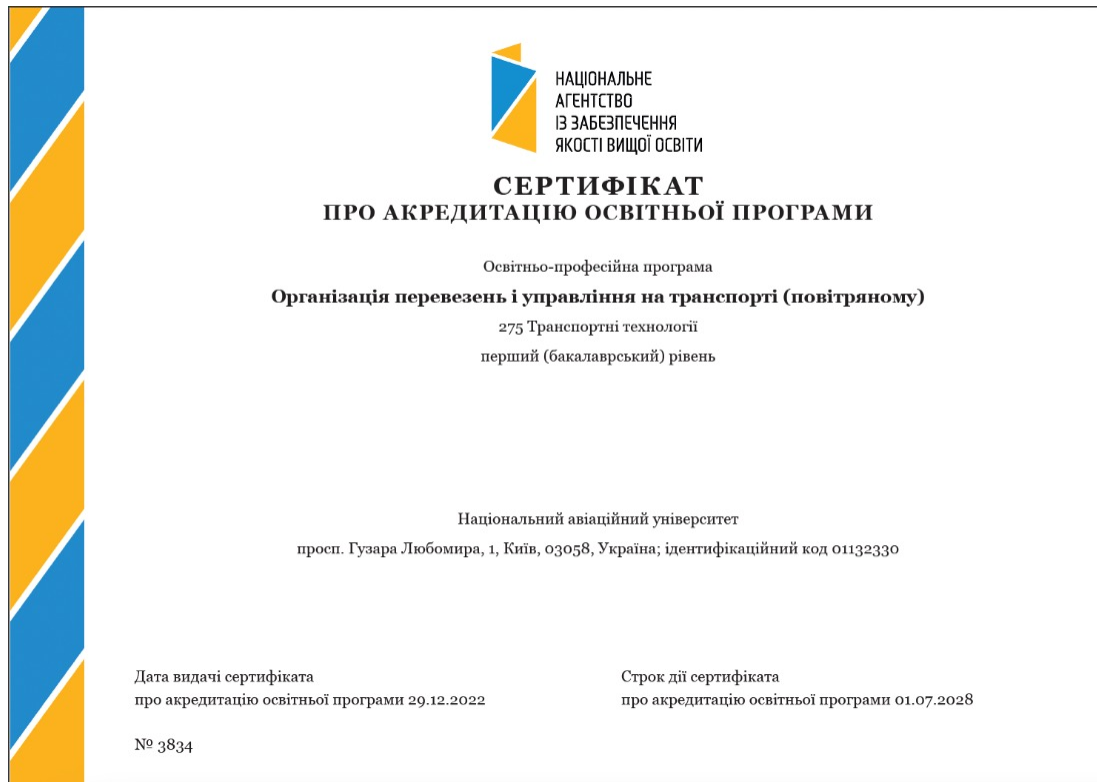 НАЦІОНАЛЬНЕ
АГЕНТСТВО
ІЗ ЗАБЕЗПЕЧЕННЯ
ЯКОСТІ ВИЩОЇ ОСВІТИ
СЕРТИФІКАТ
ПРО АКРЕДИТАЦІЮ ОСВІТНЬОЇ ПРОГРАМИ
Освітньо-професійна програма
Організація перевезень і управління на транспорті (повітряному)
275 Транспортні технології
перший (бакалаврський) рівень
Національний авіаційний університет
просп. Гузара Любомира, 1, Київ, 03058, Україна; ідентифікаційний код 01132330
Дата видачі сертифіката
про акредитацію освітньої програми 29.12.2022
Строк дії сертифіката
про акредитацію освітньої програми 01.07.2028
№ 3834